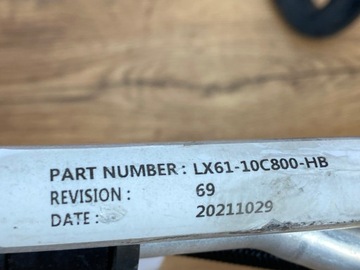 PART NUMBER : LX61-10C800-HB
REVISION : 69
DATE : 20211029